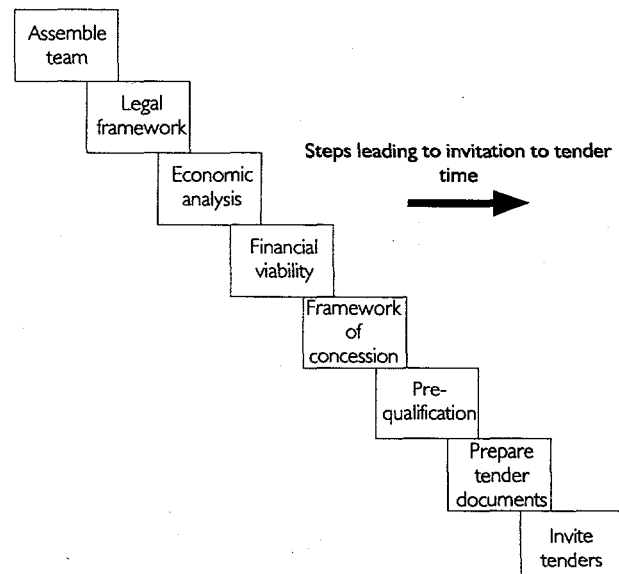 Assemble
team
Legal
framework
Steps leading to invitation to tender
time
Economic
analysis
Financial
viability
Framework
of
concession
Pre-
qualification
Prepare
tender
documents
Invite
tenders